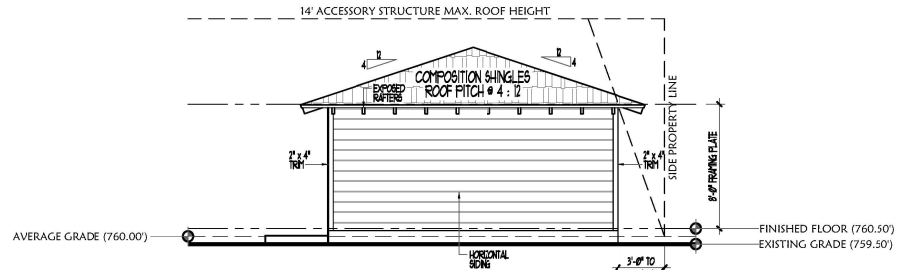 14' ACCESSORY STRUCTURE MAX. ROOF HEIGHT
12
4
12
4
COMPOSITION SHINGLES
ROOF PITCH @ 4 : 12
EXPOSED
RAFTERS
2" x 4"
TRIM
2" x 4"
TRIM
SIDE PROPERTY LINE
8'-0" FRAMING PLATE
AVERAGE GRADE (760.00')
FINISHED FLOOR (760.50')
EXISTING GRADE (759.50')
HORIZONTAL
SIDING
3'-0" TO